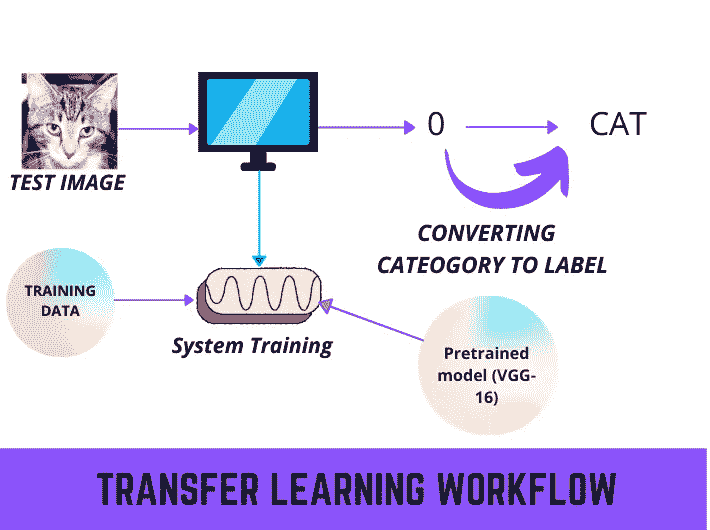 0
CAT
TEST IMAGE
CONVERTING
CATEOGORY TO LABEL
TRAINING
DATA
System Training
Pretrained
model (VGG-
16)
TRANSFER LEARNING WORKFLOW